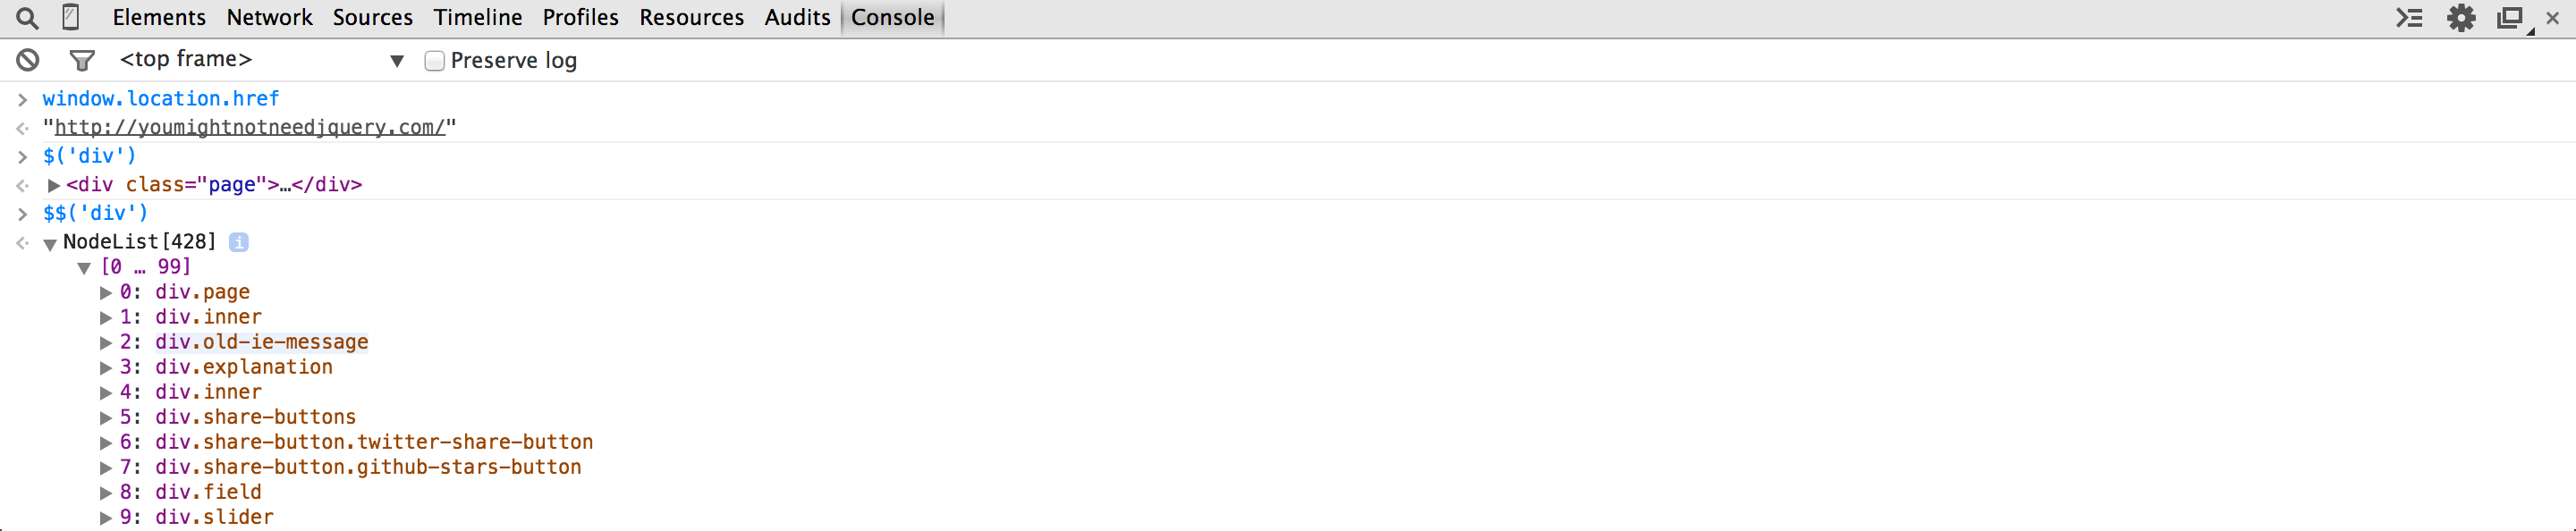 Elements Network Sources Timeline Profiles Resources Audits Console
<top frame> Preserve log
window.location.href
"http://youmightnotneedjquery.com/"
$('div')
<div class="page">…</div>
$$('div')
NodeList[428] i
[0 … 99]
0: div.page
1: div.inner
2: div.old-ie-message
3: div.explanation
4: div.inner
5: div.share-buttons
6: div.share-button.twitter-share-button
7: div.share-button.github-stars-button
8: div.field
9: div.slider